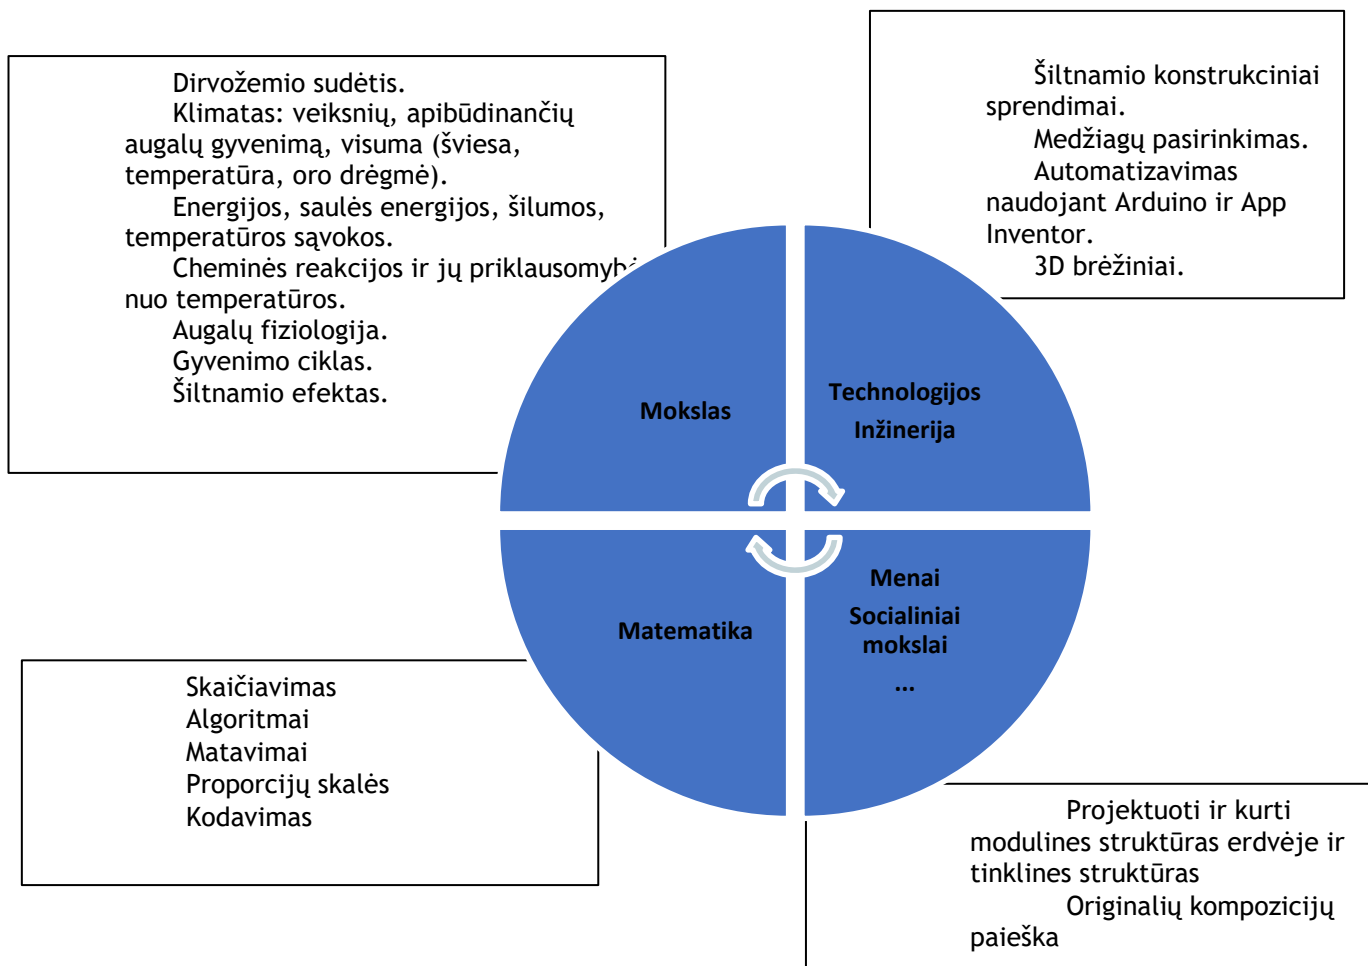 Dirvožemio sudėtis.
Klimatas: veiksnių, apibūdinančių
augalų gyvenimą, visuma (šviesa,
temperatūra, oro drėgmė).
Energijos, saulės energijos, šilumos,
temperatūros sąvokos.
Cheminės reakcijos ir jų priklausomybė
nuo temperatūros.
Augalų fiziologija.
Gyvenimo ciklas.
Šiltnamio efektas.
Šiltnamio konstrukciniai
sprendimai.
Medžiagų pasirinkimas.
Automatizavimas
naudojant Arduino ir App
Inventor.
3D brėžiniai.
Mokslas
Technologijos
Inžinerija
Matematika
Menai
Socialiniai
mokslai
...
Skaičiavimas
Algoritmai
Matavimai
Proporcijų skalės
Kodavimas
Projektuoti ir kurti
modulines struktūras erdvėje ir
tinklines struktūras
Originalių kompozicijų
paieška